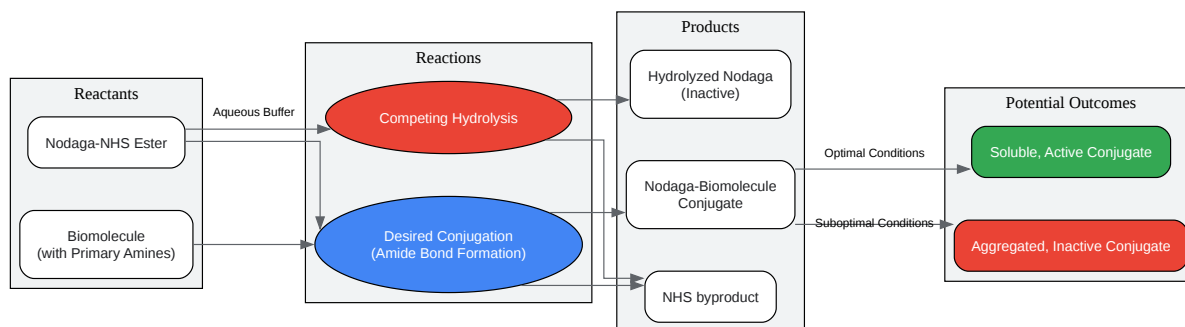 Reactants
Nodaga-NHS Ester
Biomolecule
(with Primary Amines)
Aqueous Buffer
Reactions
Competing Hydrolysis
Desired Conjugation
(Amide Bond Formation)
Products
Hydrolyzed Nodaga
(Inactive)
Nodaga-Biomolecule
Conjugate
NHS byproduct
Optimal Conditions
Suboptimal Conditions
Potential Outcomes
Soluble, Active Conjugate
Aggregated, Inactive Conjugate